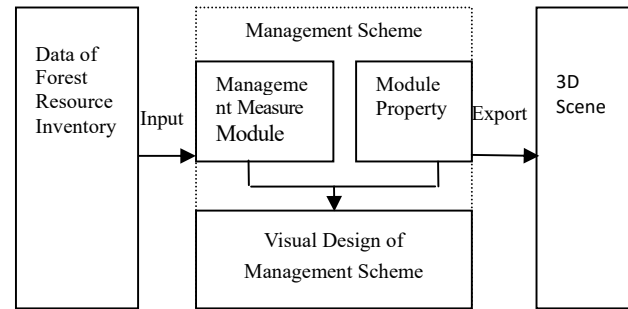 Data of
Forest
Resource
Inventory
Input
Management Scheme
Manageme
nt Measure
Module
Module
Property
Export
3D
Scene
Visual Design of
Management Scheme